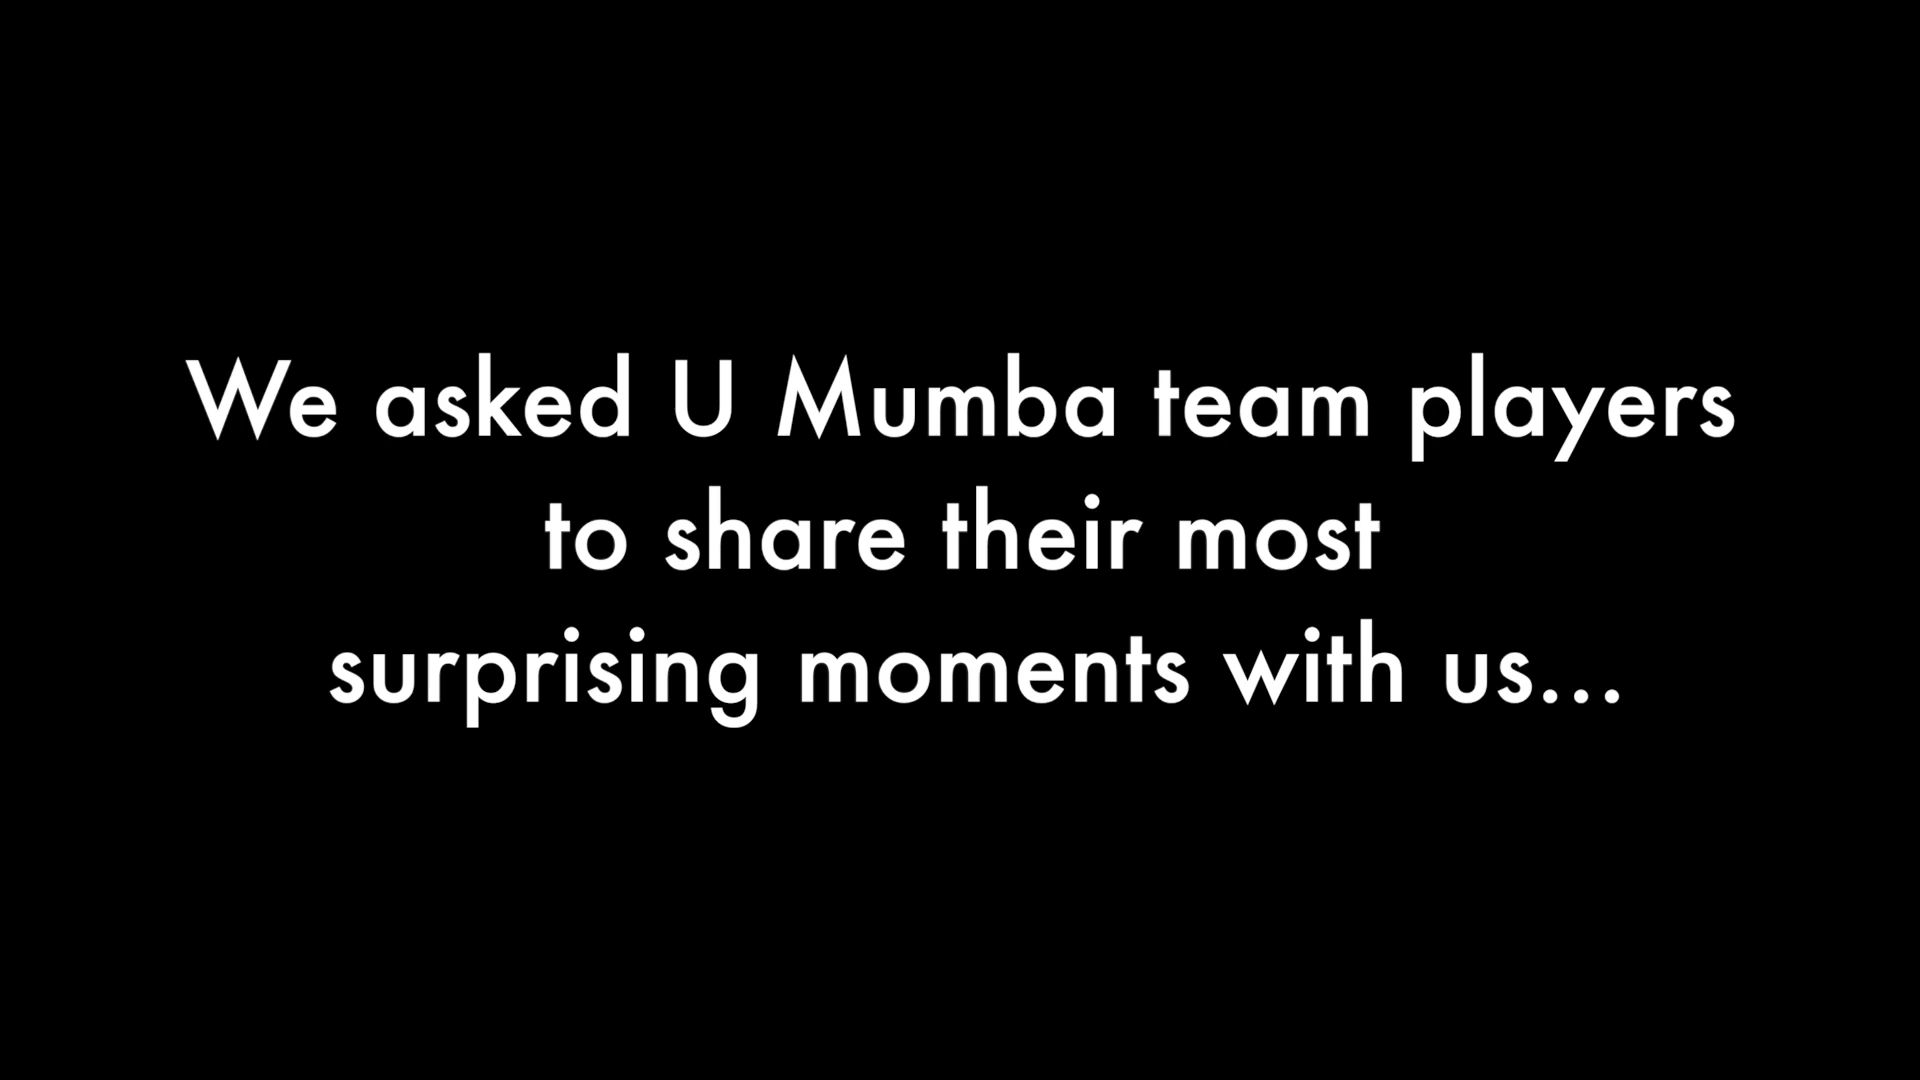 We asked U Mumba team players
to share their most
surprising moments with us...